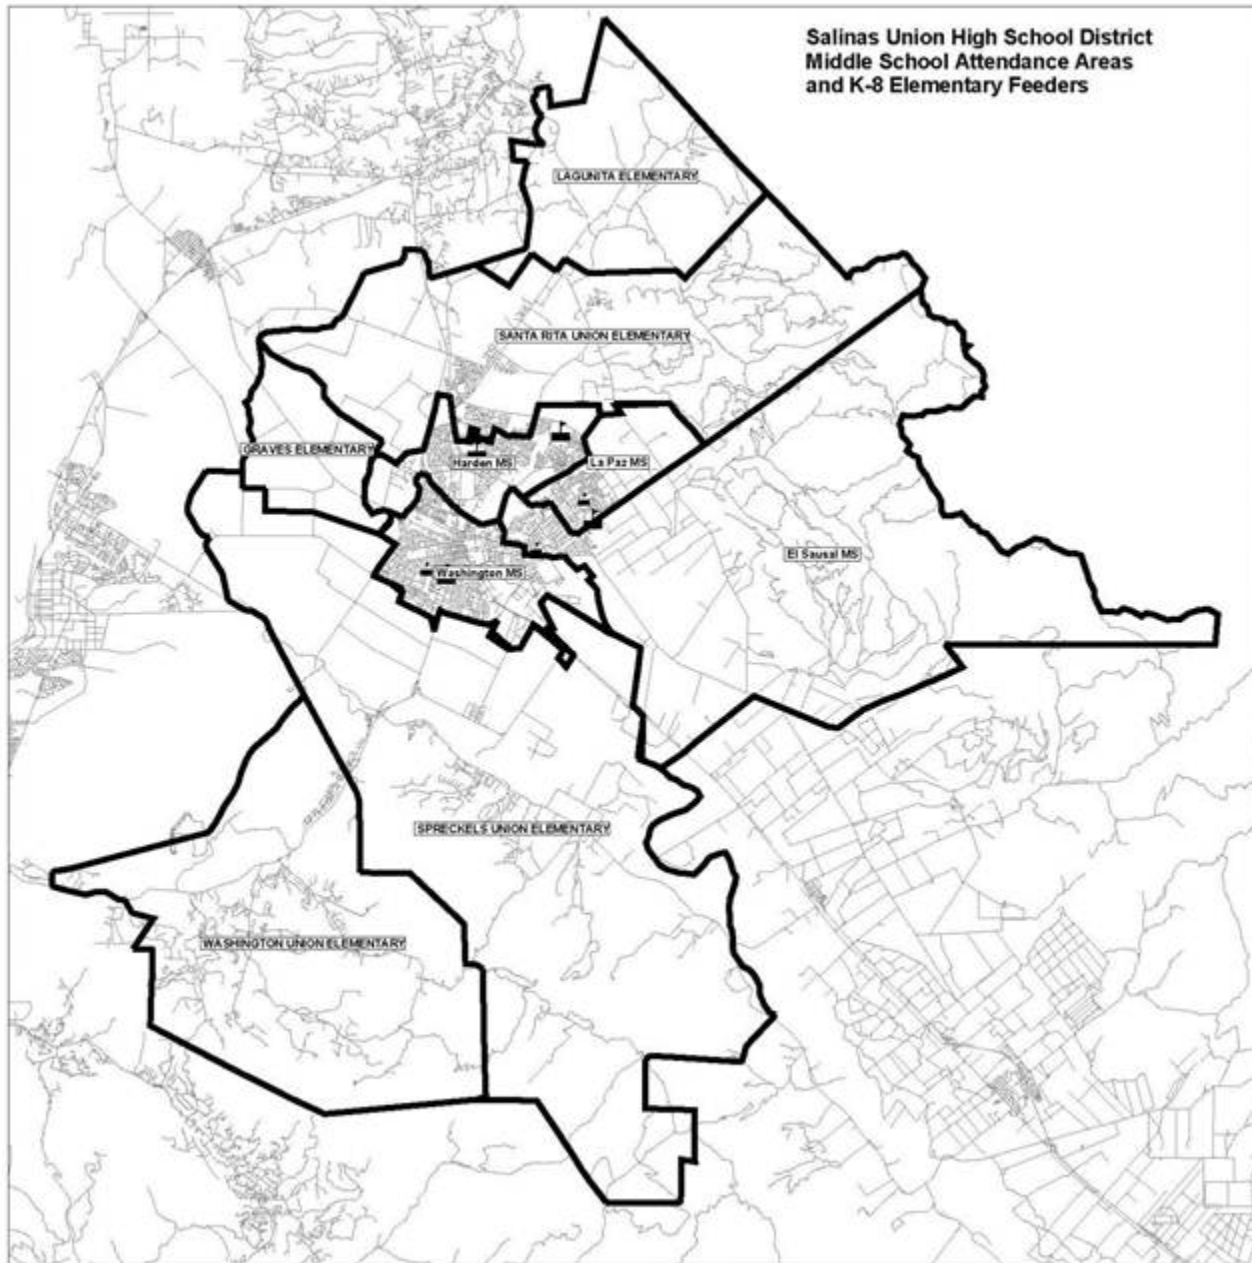 Salinas Union High School District
Middle School Attendance Areas
and K-8 Elementary Feeders
LAGUNITA ELEMENTARY
SANTA RITA UNION ELEMENTARY
GRAVES ELEMENTARY
Harden MS
La Paz MS
El Sausal MS
Washington MS
SPRECKELS UNION ELEMENTARY
WASHINGTON UNION ELEMENTARY